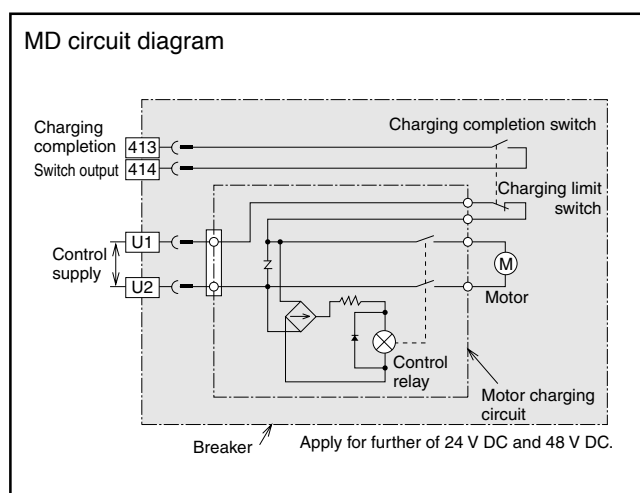 MD circuit diagram
Charging completion switch
Charging
completion
413
Switch output
414
Charging limit
switch
U1
Control
supply
U2
M
Motor
Control
relay
Motor charging
circuit
Breaker
Apply for further of 24 V DC and 48 V DC.